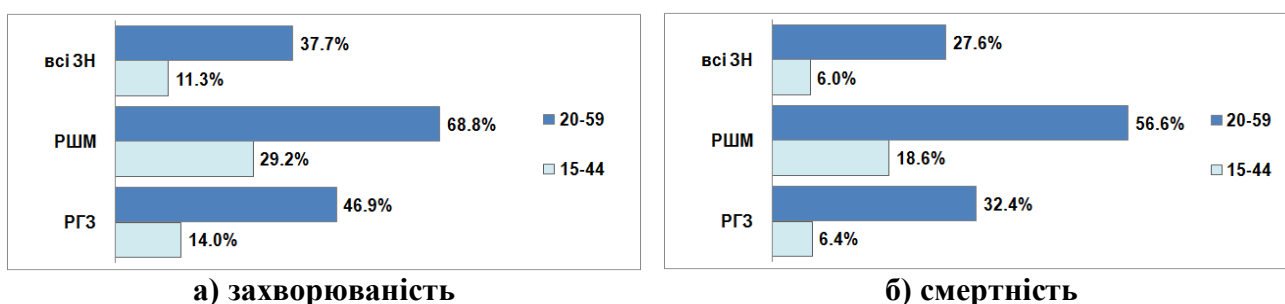 всі ЗН
37.7%
11.3%
РШМ
68.8%
29.2%
РГЗ
46.9%
14.0%
20-59
15-44
а) захворюваність
всі ЗН
27.6%
6.0%
РШМ
56.6%
18.6%
РГЗ
32.4%
6.4%
20-59
15-44
б) смертність